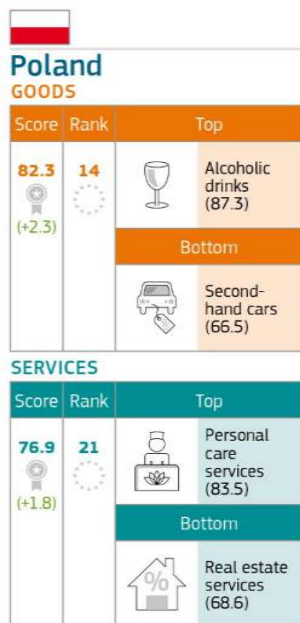 Poland
GOODS
Score Rank Top
82.3 14 Alcoholic
drinks
(87.3)
(+2.3)
Bottom
Second-
hand cars
(66.5)
SERVICES
Score Rank Top
76.9 21 Personal
care
services
(83.5)
(+1.8)
Bottom
%
Real estate
services
(68.6)